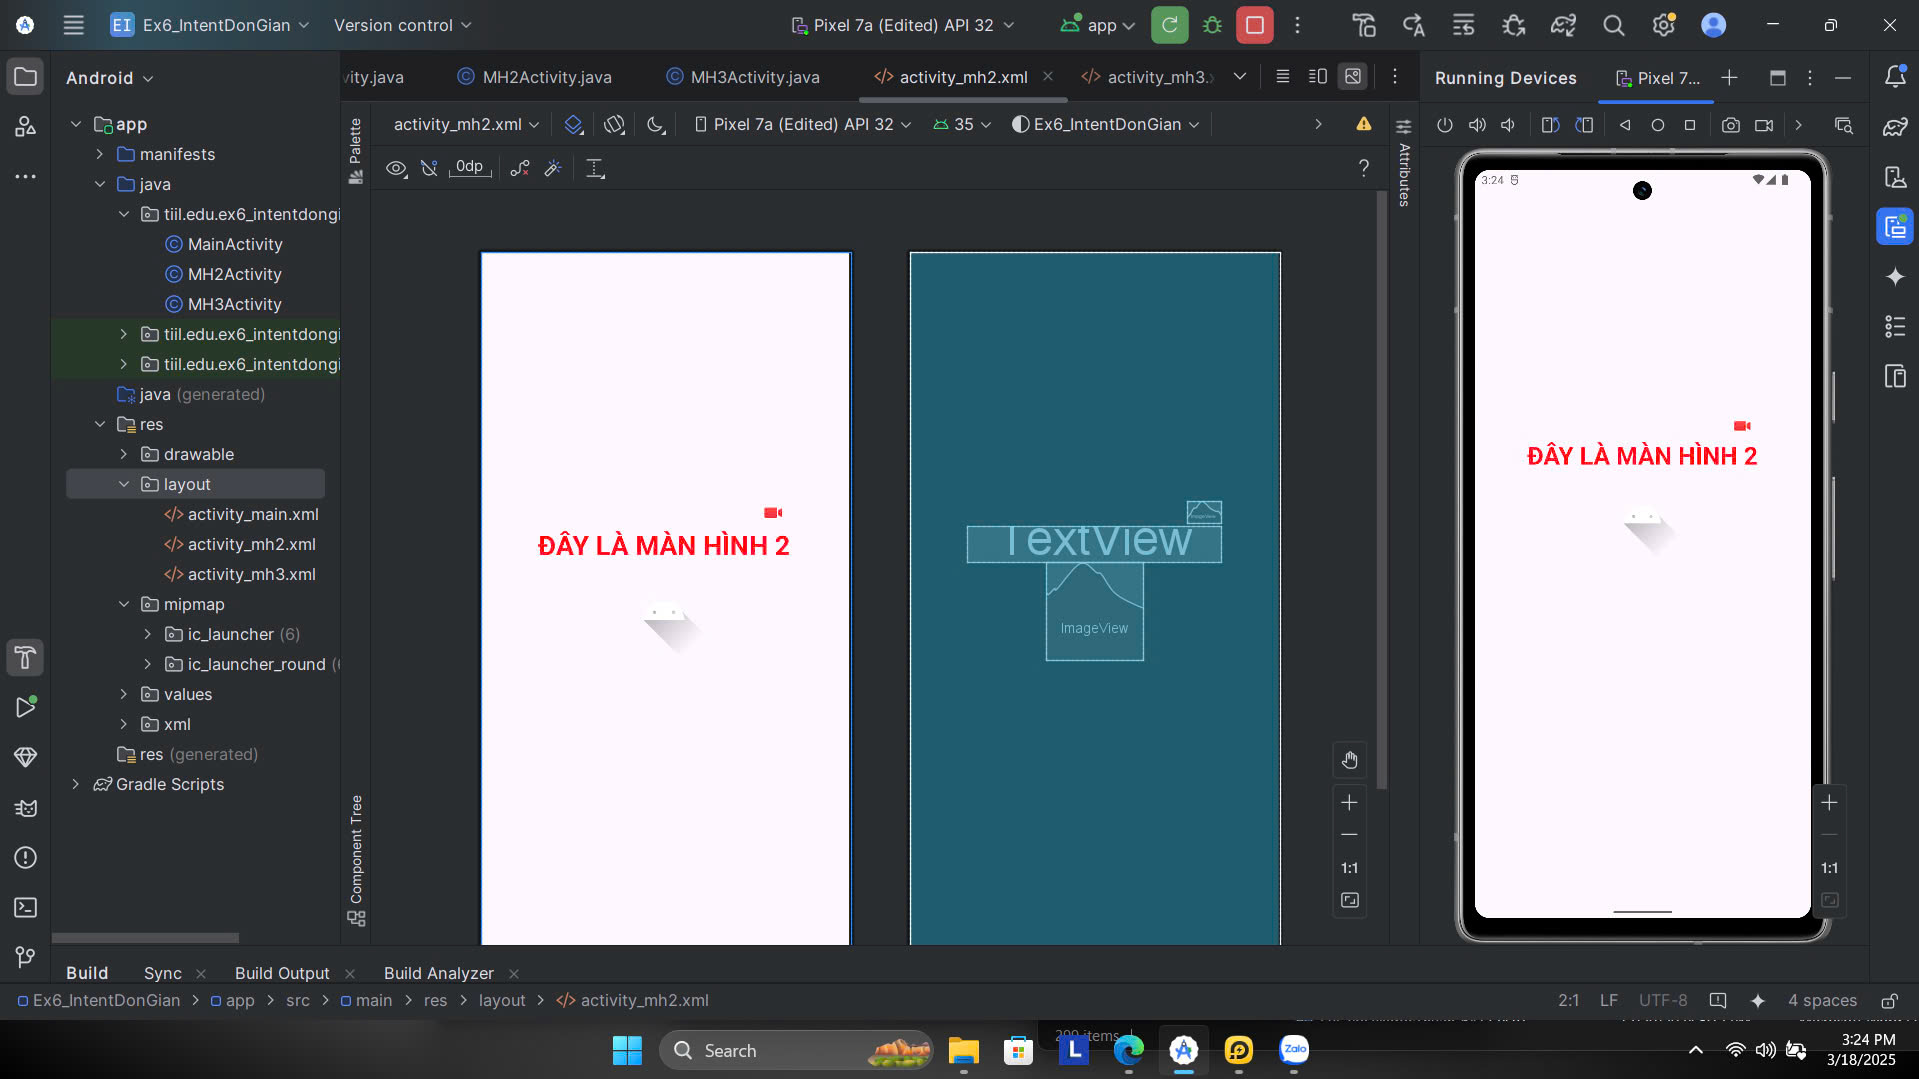 EI Ex6_IntentDonGian
Version control
Pixel 7a (Edited) API 32
app
Android
vity.java
MH2Activity.java
MH3Activity.java
activity_mh2.xml
activity_mh3.x
Running Devices
Pixel 7...
app
manifests
java
tiil.edu.ex6_intentdongi
MainActivity
MH2Activity
MH3Activity
tiil.edu.ex6_intentdongi
tiil.edu.ex6_intentdongi
java (generated)
res
drawable
layout
activity_main.xml
activity_mh2.xml
activity_mh3.xml
mipmap
ic_launcher (6)
ic_launcher_round (
values
xml
res (generated)
Gradle Scripts
Palette
Component Tree
activity_mh2.xml
Pixel 7a (Edited) API 32
35
Ex6_IntentDonGian
0dp
?
Attributes
ĐÂY LÀ MÀN HÌNH 2
TextView
ImageView
1:1
3:24
ĐÂY LÀ MÀN HÌNH 2
1:1
Build
Sync
Build Output
Build Analyzer
Ex6_IntentDonGian > app > src > main > res > layout > activity_mh2.xml
2:1 LF UTF-8 4 spaces
Search
L
Zalo
3:24 PM
3/18/2025